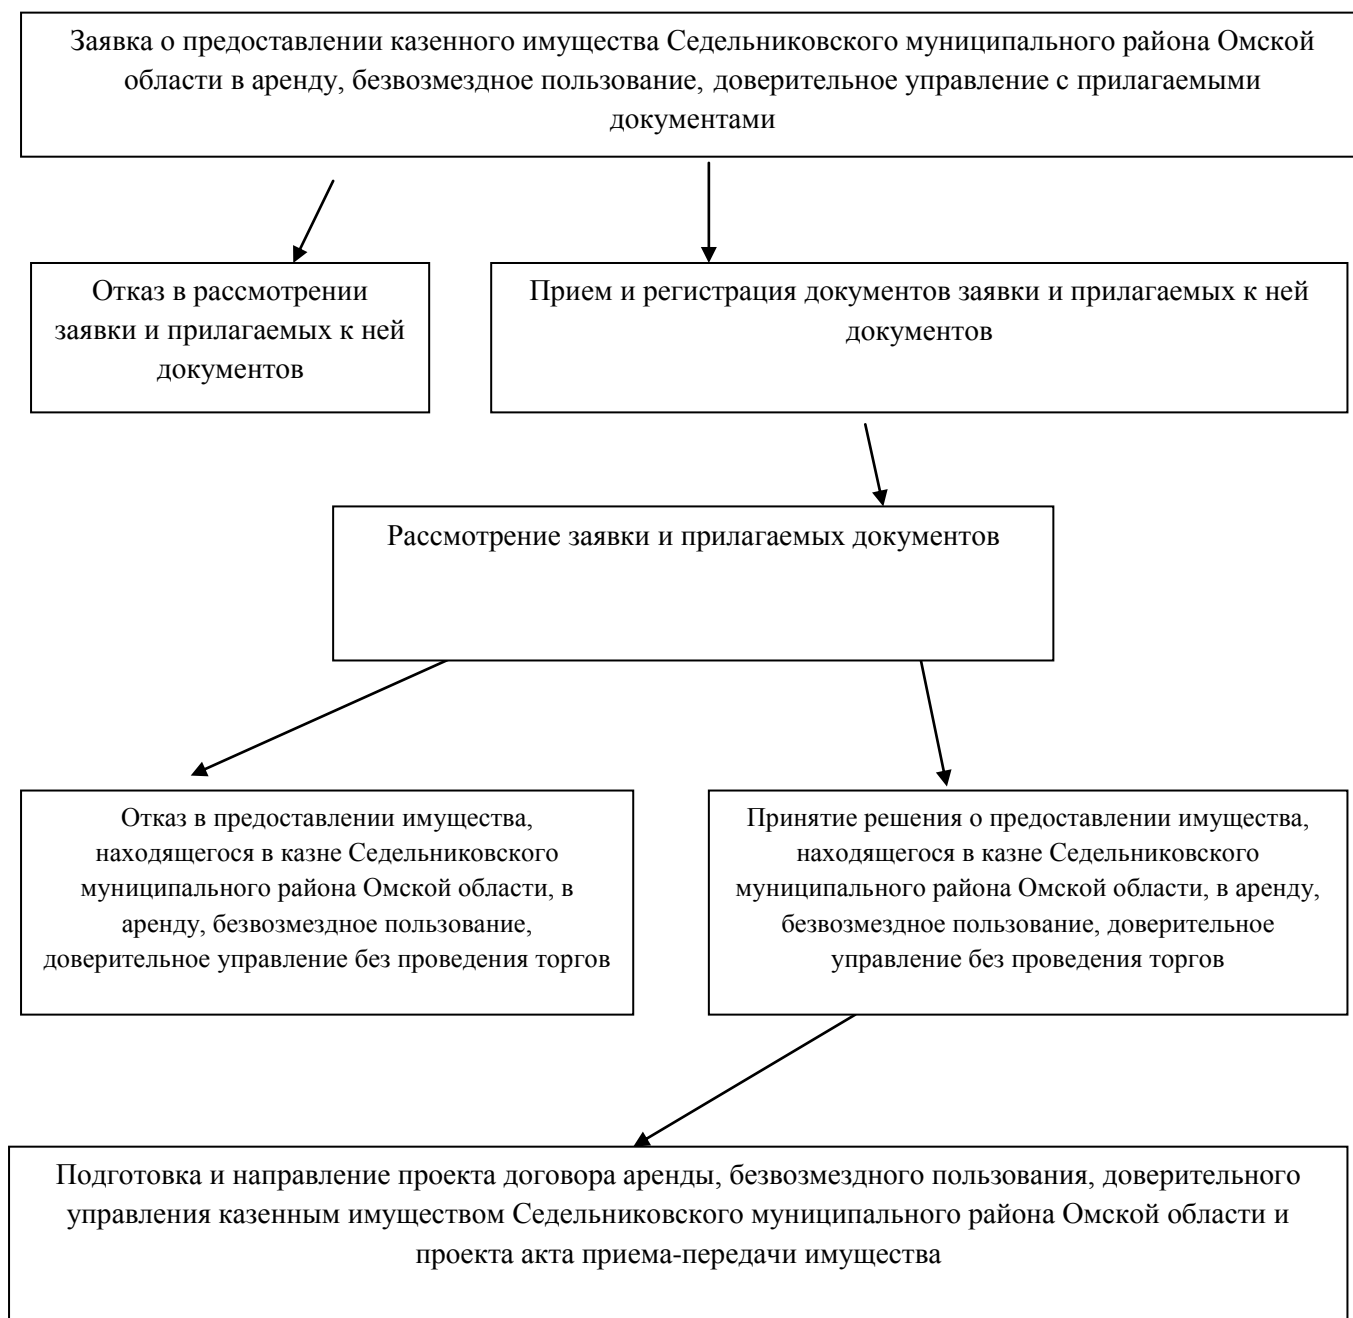 Заявка о предоставлении казенного имущества Седельниковского муниципального района Омской
области в аренду, безвозмездное пользование, доверительное управление с прилагаемыми
документами
Отказ в рассмотрении
заявки и прилагаемых к ней
документов
Прием и регистрация документов заявки и прилагаемых к ней
документов
Рассмотрение заявки и прилагаемых документов
Отказ в предоставлении имущества,
находящегося в казне Седельниковского
муниципального района Омской области, в
аренду, безвозмездное пользование,
доверительное управление без проведения торгов
Принятие решения о предоставлении имущества,
находящегося в казне Седельниковского
муниципального района Омской области, в аренду,
безвозмездное пользование, доверительное
управление без проведения торгов
Подготовка и направление проекта договора аренды, безвозмездного пользования, доверительного
управления казенным имуществом Седельниковского муниципального района Омской области и
проекта акта приема-передачи имущества